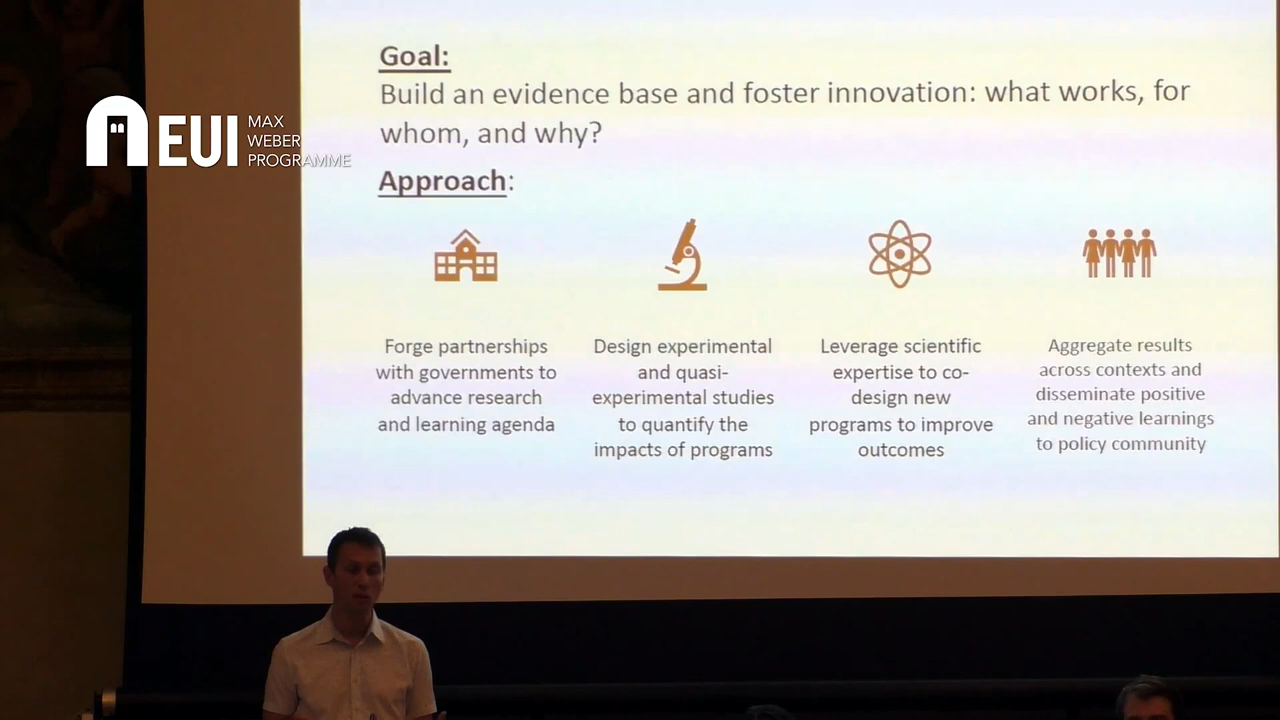 EUI
MAX
WEBER
PROGRAMME
Goal:
Build an evidence base and foster innovation: what works, for
whom, and why?
Approach:
Forge partnerships
with governments to
advance research
and learning agenda
Design experimental
and quasi-
experimental studies
to quantify the
impacts of programs
Leverage scientific
expertise to co-
design new
programs to improve
outcomes
Aggregate results
across contexts and
disseminate positive
and negative learnings
to policy community